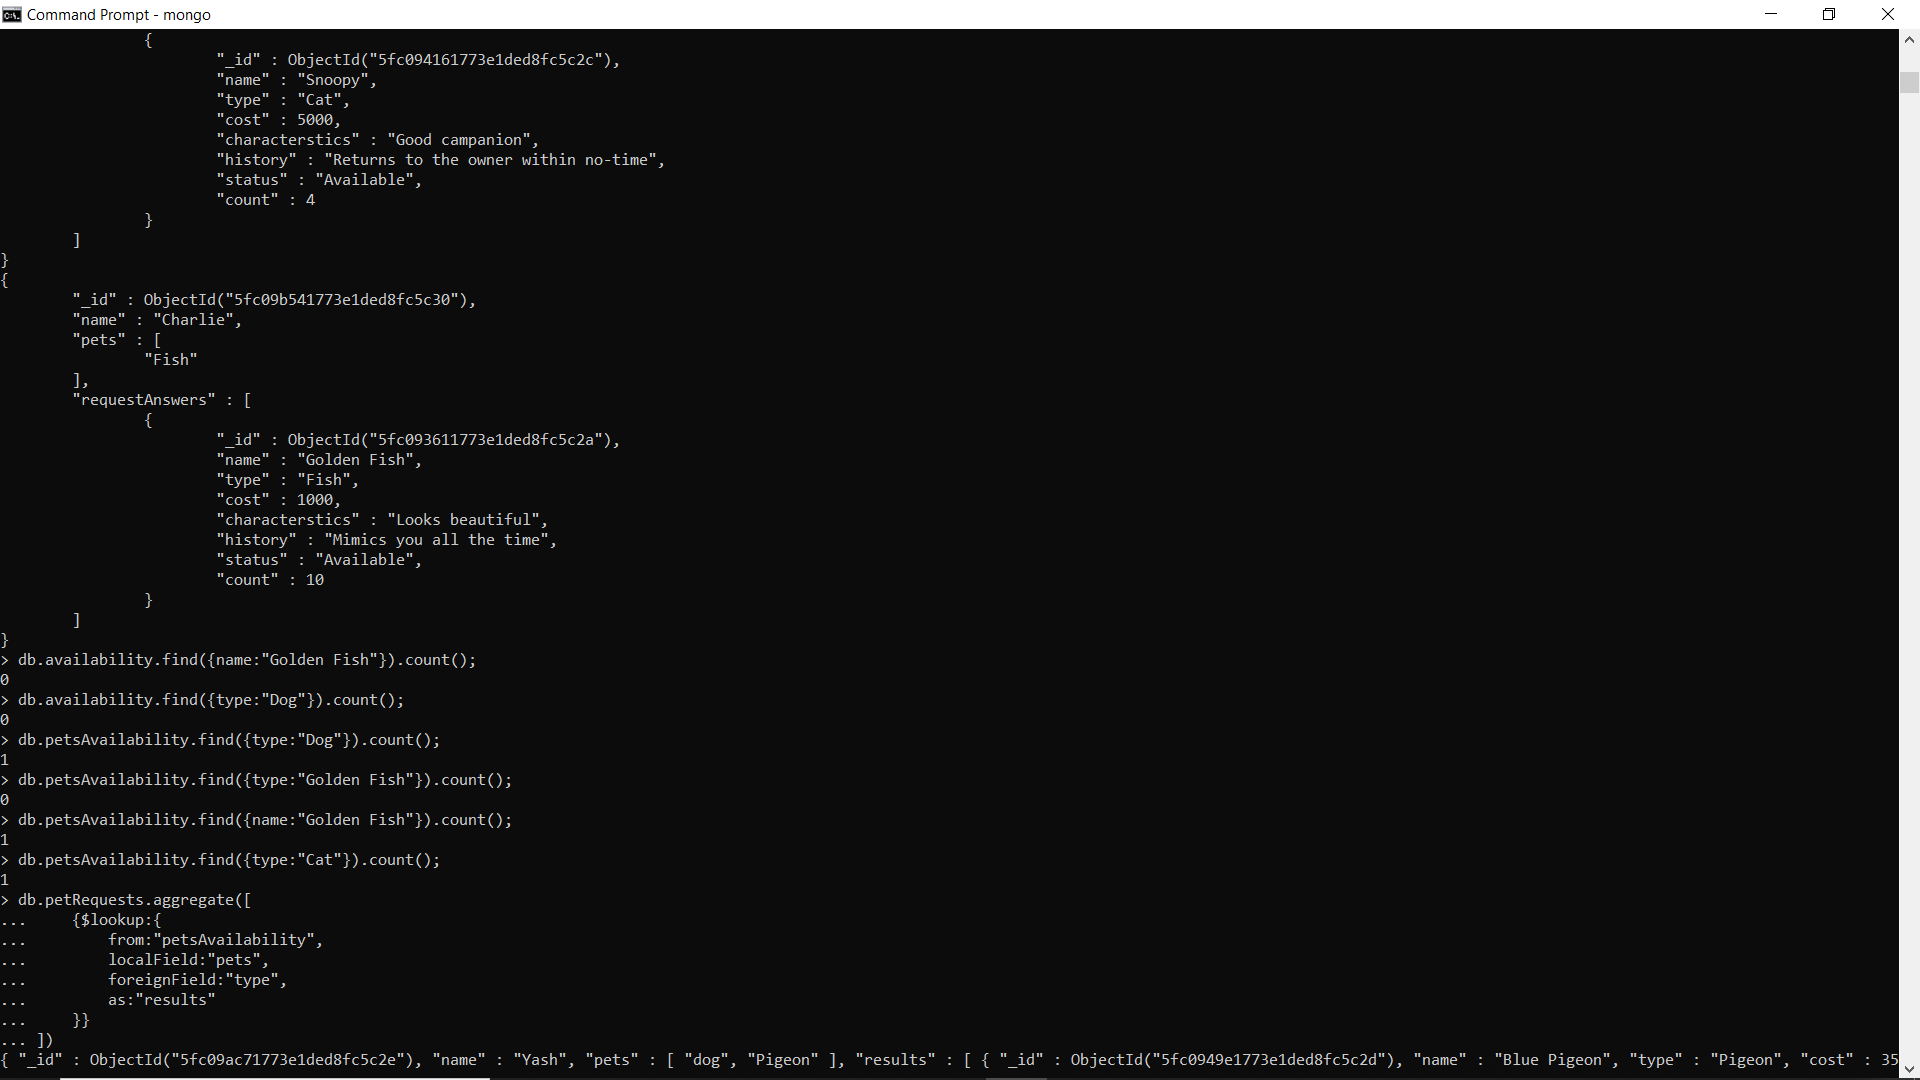 Command Prompt - mongo
{
"_id" : ObjectId("5fc094161773e1ded8fc5c2c"),
"name" : "Snoopy",
"type" : "Cat",
"cost" : 5000,
"characterstics" : "Good campanion",
"history" : "Returns to the owner within no-time",
"status" : "Available",
"count" : 4
}
]
}
{
"_id" : ObjectId("5fc09b541773e1ded8fc5c30"),
"name" : "Charlie",
"pets" : [
"Fish"
],
"requestAnswers" : [
{
"_id" : ObjectId("5fc093611773e1ded8fc5c2a"),
"name" : "Golden Fish",
"type" : "Fish",
"cost" : 1000,
"characterstics" : "Looks beautiful",
"history" : "Mimics you all the time",
"status" : "Available",
"count" : 10
}
]
}
> db.availability.find({name:"Golden Fish"}).count();
0
> db.availability.find({type:"Dog"}).count();
0
> db.petsAvailability.find({type:"Dog"}).count();
1
> db.petsAvailability.find({type:"Golden Fish"}).count();
0
> db.petsAvailability.find({name:"Golden Fish"}).count();
1
> db.petsAvailability.find({type:"Cat"}).count();
1
> db.petRequests.aggregate([
... {$lookup:{
... from:"petsAvailability",
... localField:"pets",
... foreignField:"type",
... as:"results"
... }}
... ])
{ "_id" : ObjectId("5fc09ac71773e1ded8fc5c2e"), "name" : "Yash", "pets" : [ "dog", "Pigeon" ], "results" : [ { "_id" : ObjectId("5fc0949e1773e1ded8fc5c2d"), "name" : "Blue Pigeon", "type" : "Pigeon", "cost" : 35